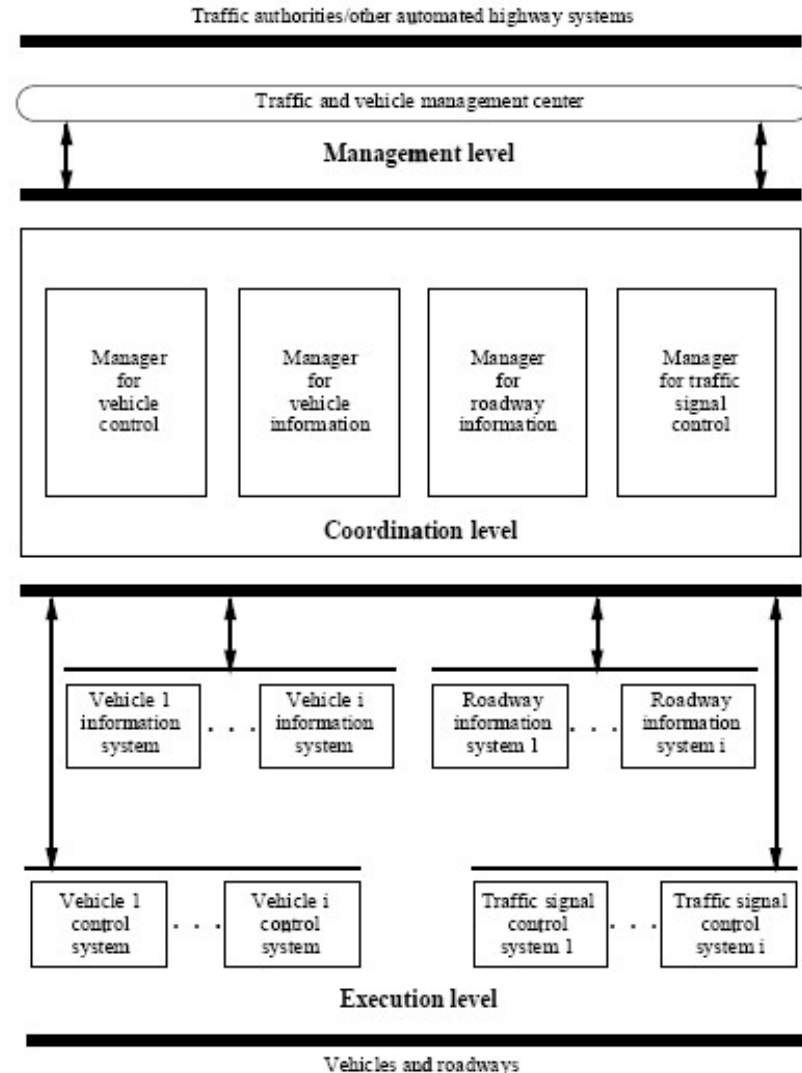 Traffic authorities/other automated highway systems
Traffic and vehicle management center
Management level
Manager
for
vehicle
control
Manager
for
vehicle
information
Manager
for
roadway
information
Manager
for traffic
signal
control
Coordination level
Vehicle 1
information
system
. . .
Vehicle i
information
system
Roadway
information
system 1
. . .
Roadway
information
system i
Vehicle 1
control
system
. . .
Vehicle i
control
system
Traffic signal
control
system 1
. . .
Traffic signal
control
system i
Execution level
Vehicles and roadways